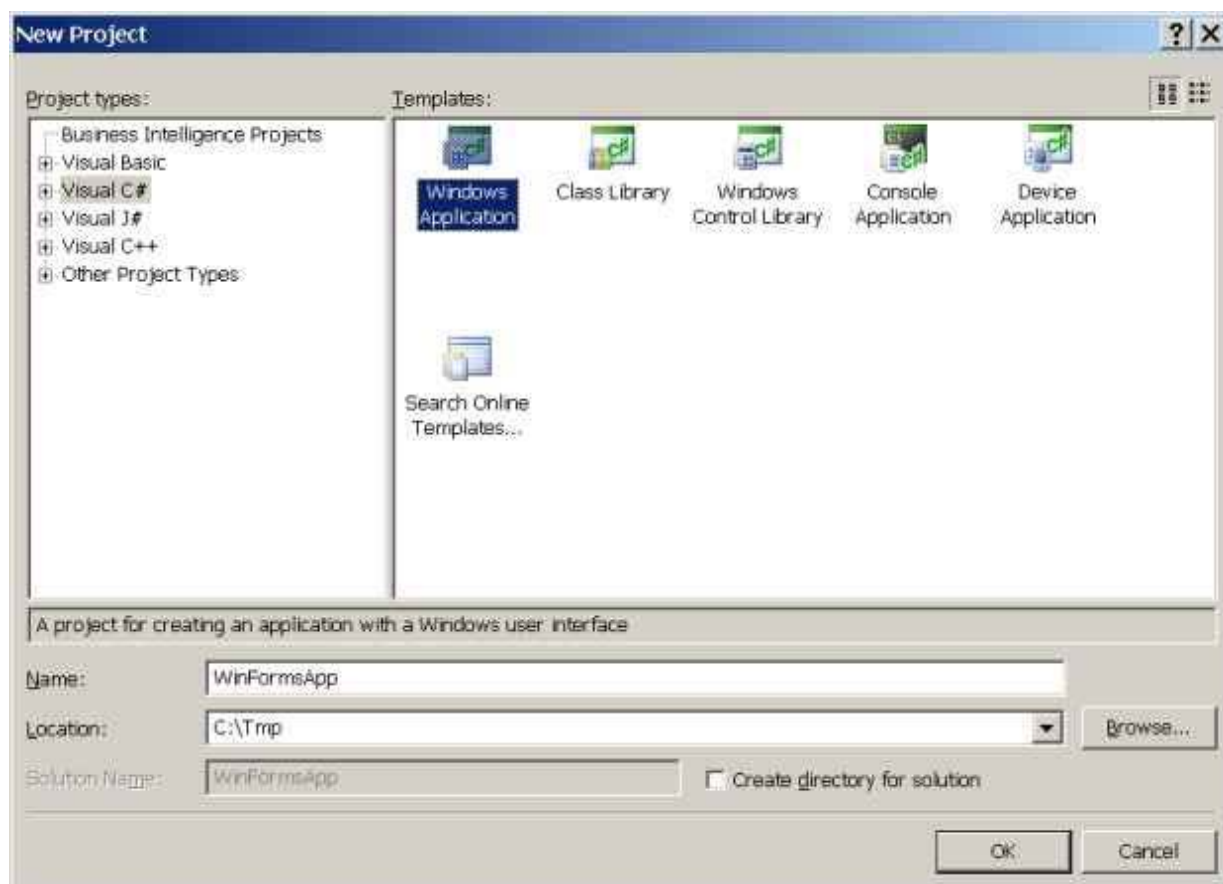 New Project
Project types:
Templates:
Business Intelligence Projects
Visual Basic
Visual C#
Visual J#
Visual C++
Other Project Types
Windows
Application
Class Library
Windows
Control Library
Console
Application
Device
Application
Search Online
Templates...
A project for creating an application with a Windows user interface
Name:
WinFormsApp
Location:
C:\Tmp
Browse...
Solution Name:
WinFormsApp
Create directory for solution
OK
Cancel